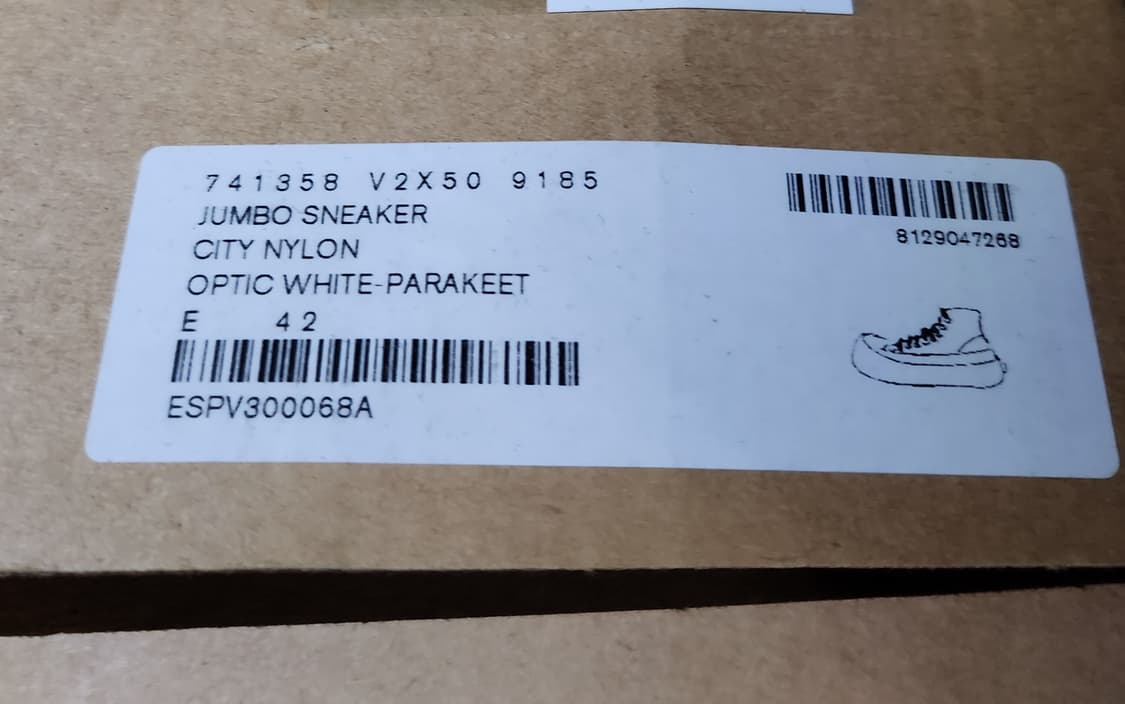 741358 V2X50 9185
JUMBO SNEAKER
CITY NYLON
OPTIC WHITE-PARAKEET
E 42
ESPV300068A
8129047268